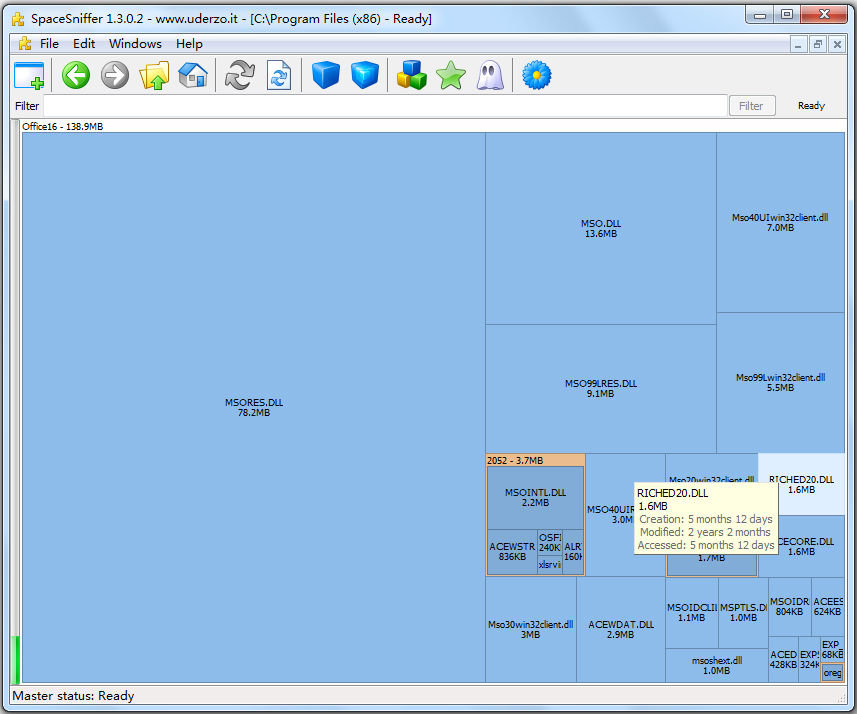 SpaceSniffer 1.3.0.2 - www.uderzo.it - [C:\Program Files (x86) - Ready]
File Edit Windows Help
Filter
Filter
Ready
Office16 - 138.9MB
MSORES.DLL
78.2MB
MSO.DLL
13.6MB
Mso40UIwin32client.dll
7.0MB
MSO99LRES.DLL
9.1MB
Mso99Lwin32client.dll
5.5MB
2052 - 3.7MB
MSOINTL.DLL
2.2MB
ACEWSTR
836KB
OSFI
240K
xlsrvi
ALR
160K
MSO40UIR
3.0M
Mso20win32client.dll
1.7MB
RICHED20.DLL
1.6MB
RICHED20.DLL
1.6MB
Creation: 5 months 12 days
Modified: 2 years 2 months
Accessed: 5 months 12 days
CECORE.DLL
1.6MB
Mso30win32client.dll
3MB
ACEWDAT.DLL
2.9MB
MSOIDCLIL
1.1MB
MSPTLS.D
1.0MB
msoshext.dll
1.0MB
MSOIDR
804KB
ACEES
624KB
ACED
428KB
EXPS
324K
EXP_
68KB
oreg
Master status: Ready